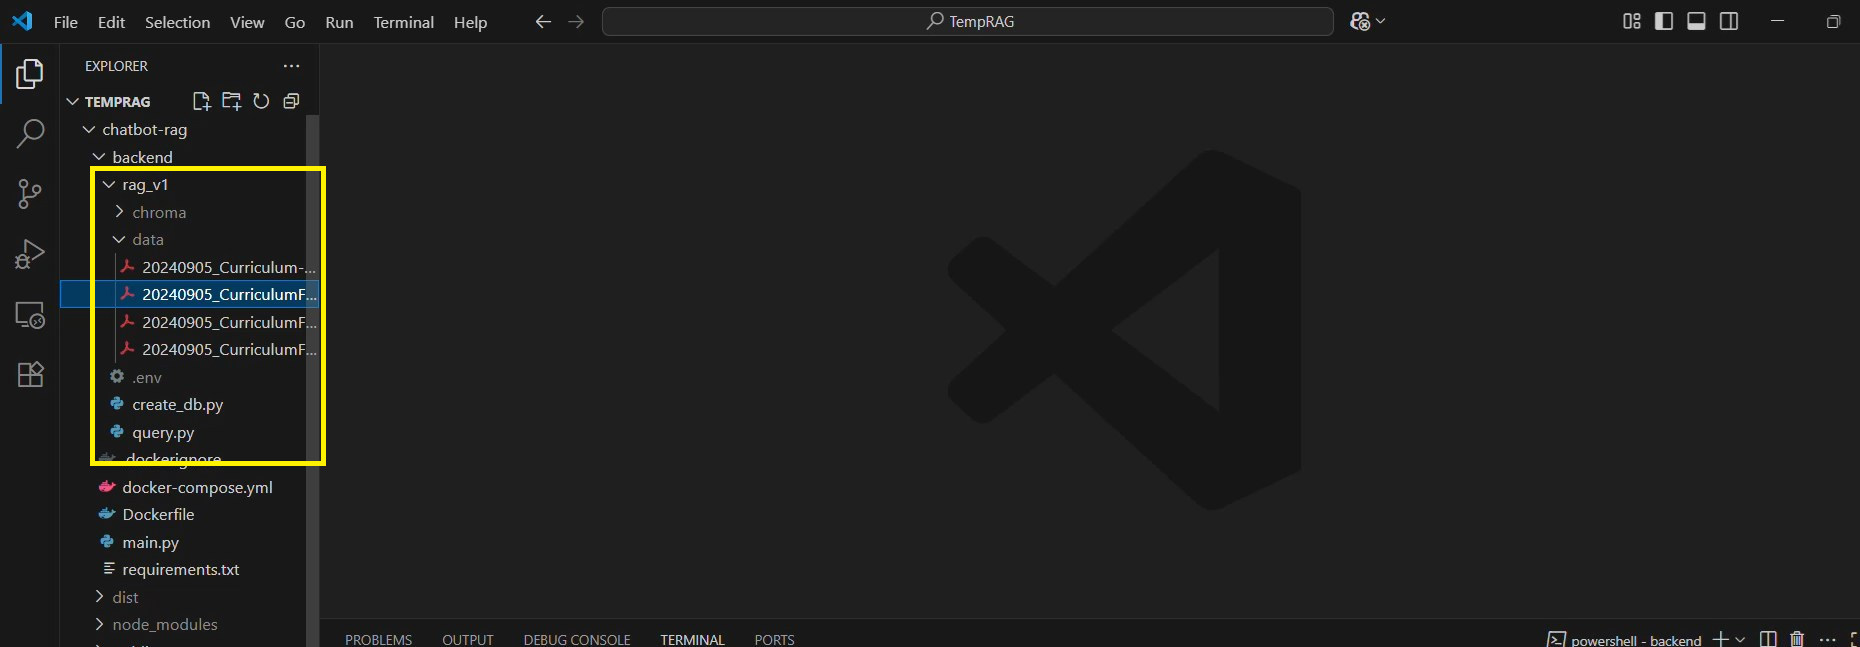 File Edit Selection View Go Run Terminal Help TempRAG
EXPLORER
TEMPRAG
chatbot-rag
backend
rag_v1
chroma
data
20240905_Curriculum-...
20240905_CurriculumF...
20240905_CurriculumF...
20240905_CurriculumF...
.env
create_db.py
query.py
.dockerignore
docker-compose.yml
Dockerfile
main.py
requirements.txt
dist
node_modules
PROBLEMS OUTPUT DEBUG CONSOLE TERMINAL PORTS powershell - backend